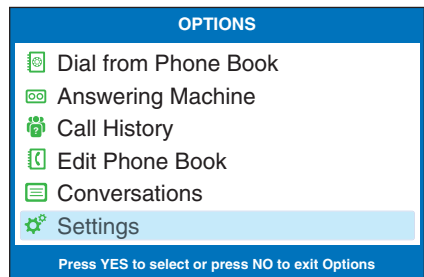 OPTIONS
Dial from Phone Book
Answering Machine
Call History
Edit Phone Book
Conversations
Settings
Press YES to select or press NO to exit Options